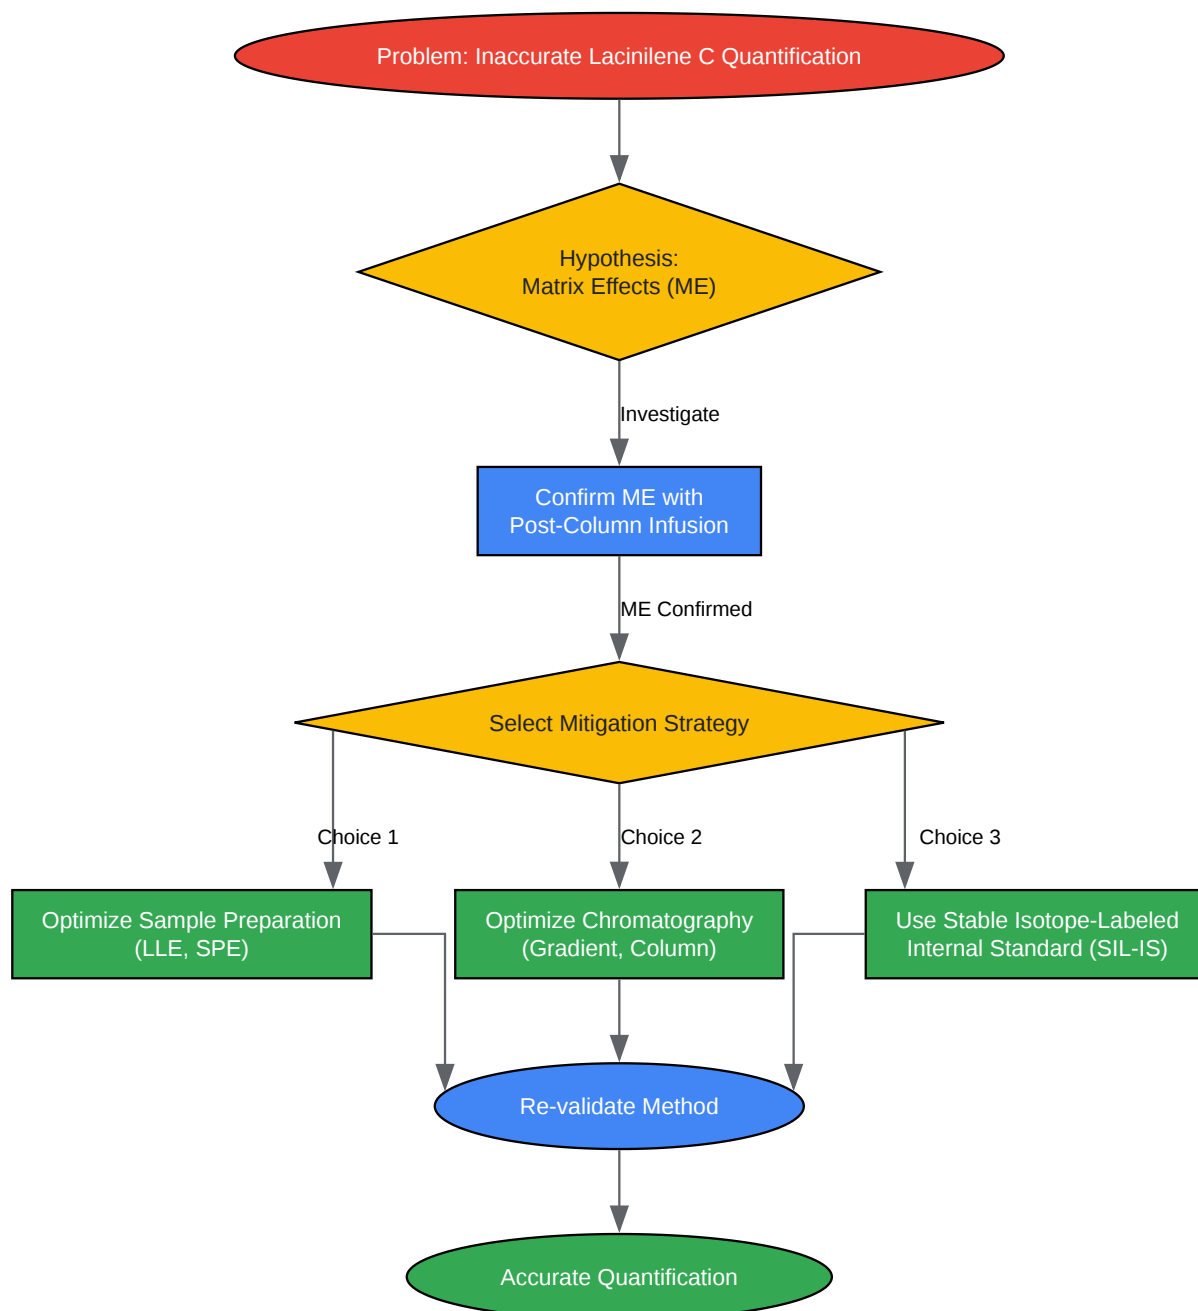 Problem: Inaccurate Lacinilene C Quantification
Hypothesis:
Matrix Effects (ME)
Investigate
Confirm ME with
Post-Column Infusion
ME Confirmed
Select Mitigation Strategy
Choice 1
Choice 2
Choice 3
Optimize Sample Preparation
(LLE, SPE)
Optimize Chromatography
(Gradient, Column)
Use Stable Isotope-Labeled
Internal Standard (SIL-IS)
Re-validate Method
Accurate Quantification